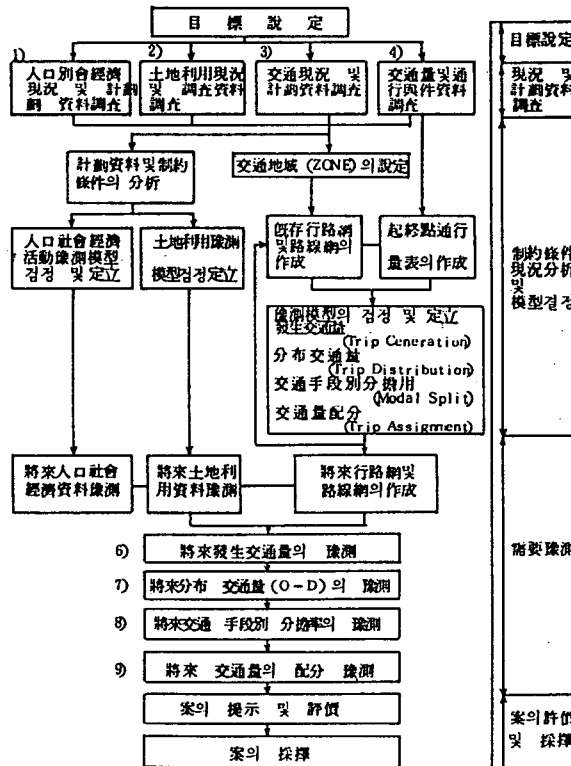 目標設定
1)
人口別會經濟
現況 및 計劃
劃 資料調査
2)
土地利用現況
및 調査資料
調査
3)
交通現況 및
計劃資料調査
4)
交通量및通
行與件資料
調査
計劃資料및制約
條件의 分析
交通地域 (ZONE) 의 設定
人口社會經濟
活動豫測模型
檢定 및 定立
土地利用豫測
模型檢定定立
旣存行路網
및路線網의
作成
起終點通行
量表의作成
豫測模型의 檢定 및 定立
發生交通量
(Trip Generation)
分布交通量
(Trip Distribution)
交通手段別分擔用
(Modal Split)
交通量配分
(Trip Assignment)
將來人口社會
經濟資料豫測
將來土地利
用資料豫測
將來行路網및
路線網의作成
6) 將來發生交通量의 豫測
7) 將來分布 交通量 (O-D) 의 豫測
8) 將來交通 手段別 分擔率의 豫測
9) 將來 交通量의 配分 豫測
案의 提示 및 評價
案의 採擇
目標設定
現況 및
計劃資料
調査
制約條件
現況分析
및
模型檢定
需要豫測
案의評價
및 採擇